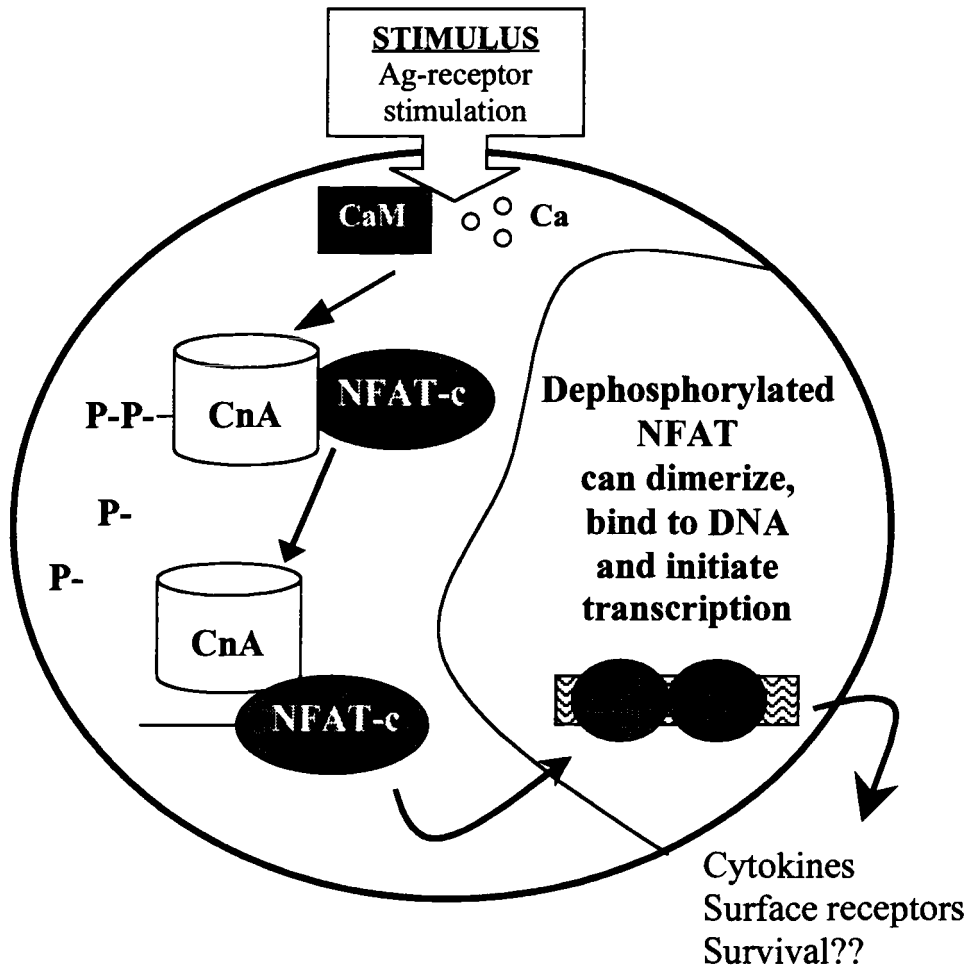 STIMULUS
Ag-receptor
stimulation
CaM
Ca
P-P-
CnA
NFAT-c
P-
P-
CnA
NFAT-c
Dephosphorylated
NFAT
can dimerize,
bind to DNA
and initiate
transcription
Cytokines
Surface receptors
Survival??